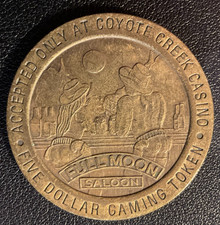 • ACCEPTED ONLY AT COYOTE CREEK CASINO •
FULL MOON
SALOON
FIVE DOLLAR GAMING TOKEN